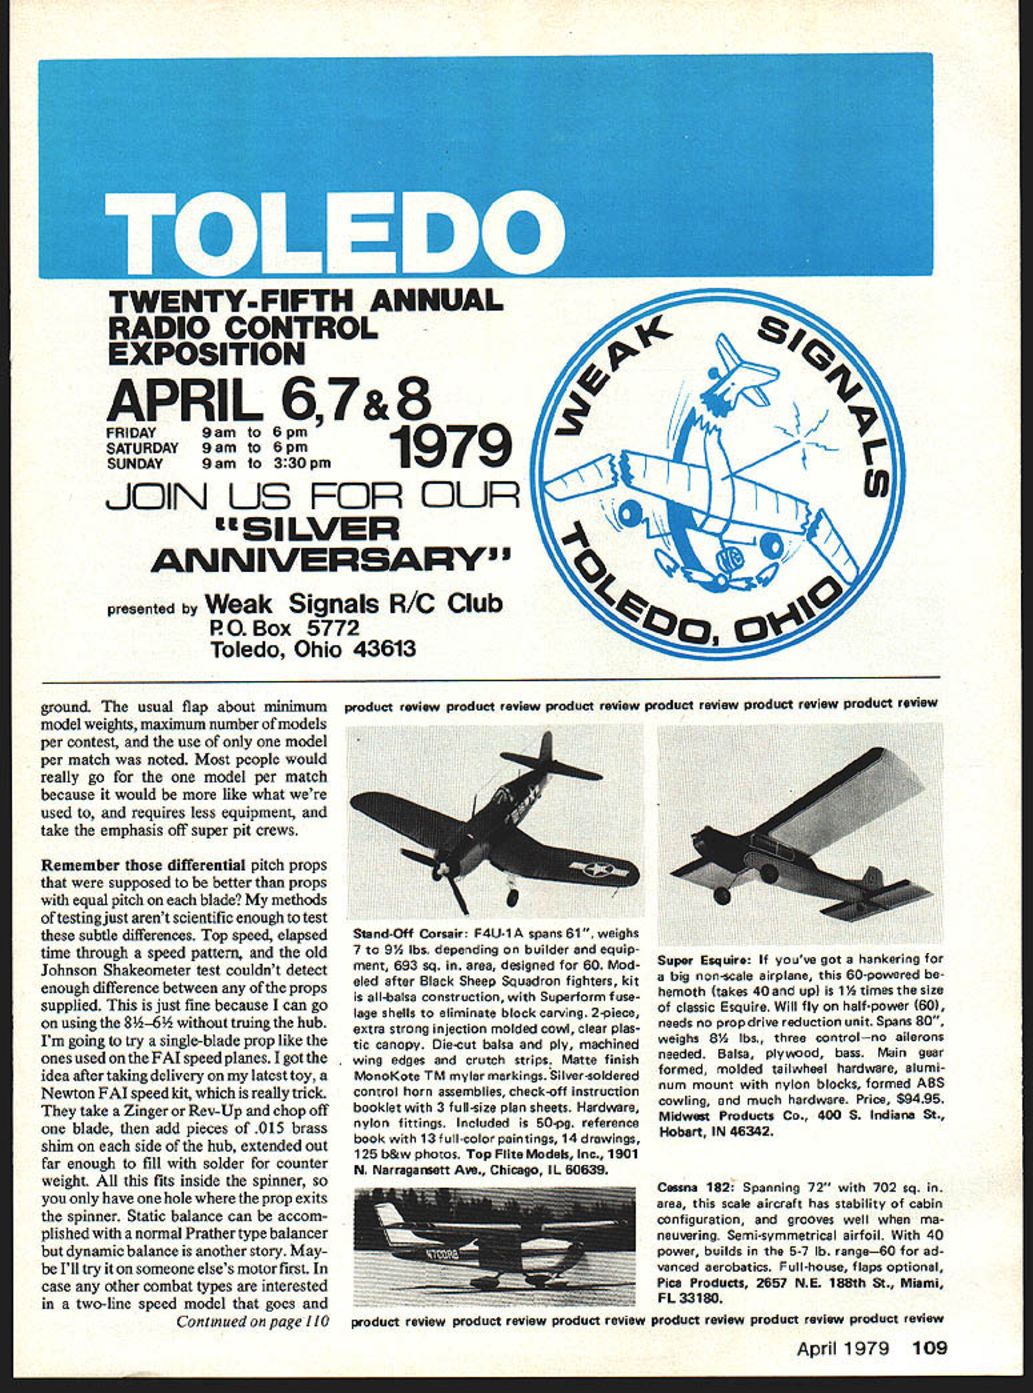 TOLEDO
TWENTY-FIFTH ANNUAL
RADIO CONTROL
EXPOSITION
APRIL 6,7&8
1979
FRIDAY 9am to 6pm
SATURDAY 9am to 6pm
SUNDAY 9am to 3:30pm
JOIN US FOR OUR
"SILVER
ANNIVERSARY"
presented by Weak Signals R/C Club
P.O. Box 5772
Toledo, Ohio 43613
WEAK SIGNALS
TOLEDO, OHIO
ground. The usual flap about minimum
model weights, maximum number of models
per contest, and the use of only one model
per match was noted. Most people would
really go for the one model per match
because it would be more like what we're
used to, and requires less equipment, and
take the emphasis off super pit crews.
Remember those differential pitch props
that were supposed to be better than props
with equal pitch on each blade? My methods
of testing just aren't scientific enough to test
these subtle differences. Top speed, elapsed
time through a speed pattern, and the old
Johnson Shakeometer test couldn't detect
enough difference between any of the props
supplied. This is just fine because I can go
on using the 8½–6½ without truing the hub.
I'm going to try a single-blade prop like the
ones used on the FAI speed planes. I got the
idea after taking delivery on my latest toy, a
Newton FAI speed kit, which is really trick.
They take a Zinger or Rev-Up and chop off
one blade, then add pieces of .015 brass
shim on each side of the hub, extended out
far enough to fill with solder for counter
weight. All this fits inside the spinner, so
you only have one hole where the prop exits
the spinner. Static balance can be accom-
plished with a normal Prather type balancer
but dynamic balance is another story. May-
be I'll try it on someone else's motor first. In
case any other combat types are interested
in a two-line speed model that goes and
Continued on page 110
product review product review product review product review product review product review
Stand-Off Corsair: F4U-1A spans 61", weighs
7 to 9½ lbs. depending on builder and equip-
ment, 693 sq. in. area, designed for 60. Mod-
eled after Black Sheep Squadron fighters, kit
is all-balsa construction, with Superform fuse-
lage shells to eliminate block carving. 2-piece,
extra strong injection molded cowl, clear plas-
tic canopy. Die-cut balsa and ply, machined
wing edges and crutch strips. Matte finish
MonoKote TM mylar markings. Silver-soldered
control horn assemblies, check-off instruction
booklet with 3 full-size plan sheets. Hardware,
nylon fittings. Included is 50-pg. reference
book with 13 full-color paintings, 14 drawings,
125 b&w photos. Top Flite Models, Inc., 1901
N. Narragansett Ave., Chicago, IL 60639.
Super Esquire: If you've got a hankering for
a big non-scale airplane, this 60-powered be-
hemoth (takes 40 and up) is 1½ times the size
of classic Esquire. Will fly on half-power (60),
needs no prop drive reduction unit. Spans 80",
weighs 8½ lbs., three control—no ailerons
needed. Balsa, plywood, bass. Main gear
formed, molded tailwheel hardware, alumi-
num mount with nylon blocks, formed ABS
cowling, and much hardware. Price, $94.95.
Midwest Products Co., 400 S. Indiana St.,
Hobart, IN 46342.
Cessna 182: Spanning 72" with 702 sq. in.
area, this scale aircraft has stability of cabin
configuration, and grooves well when ma-
neuvering. Semi-symmetrical airfoil. With 40
power, builds in the 5-7 lb. range—60 for ad-
vanced aerobatics. Full-house, flaps optional,
Pica Products, 2657 N.E. 188th St., Miami,
FL 33180.
product review product review product review product review product review product review
April 1979 109